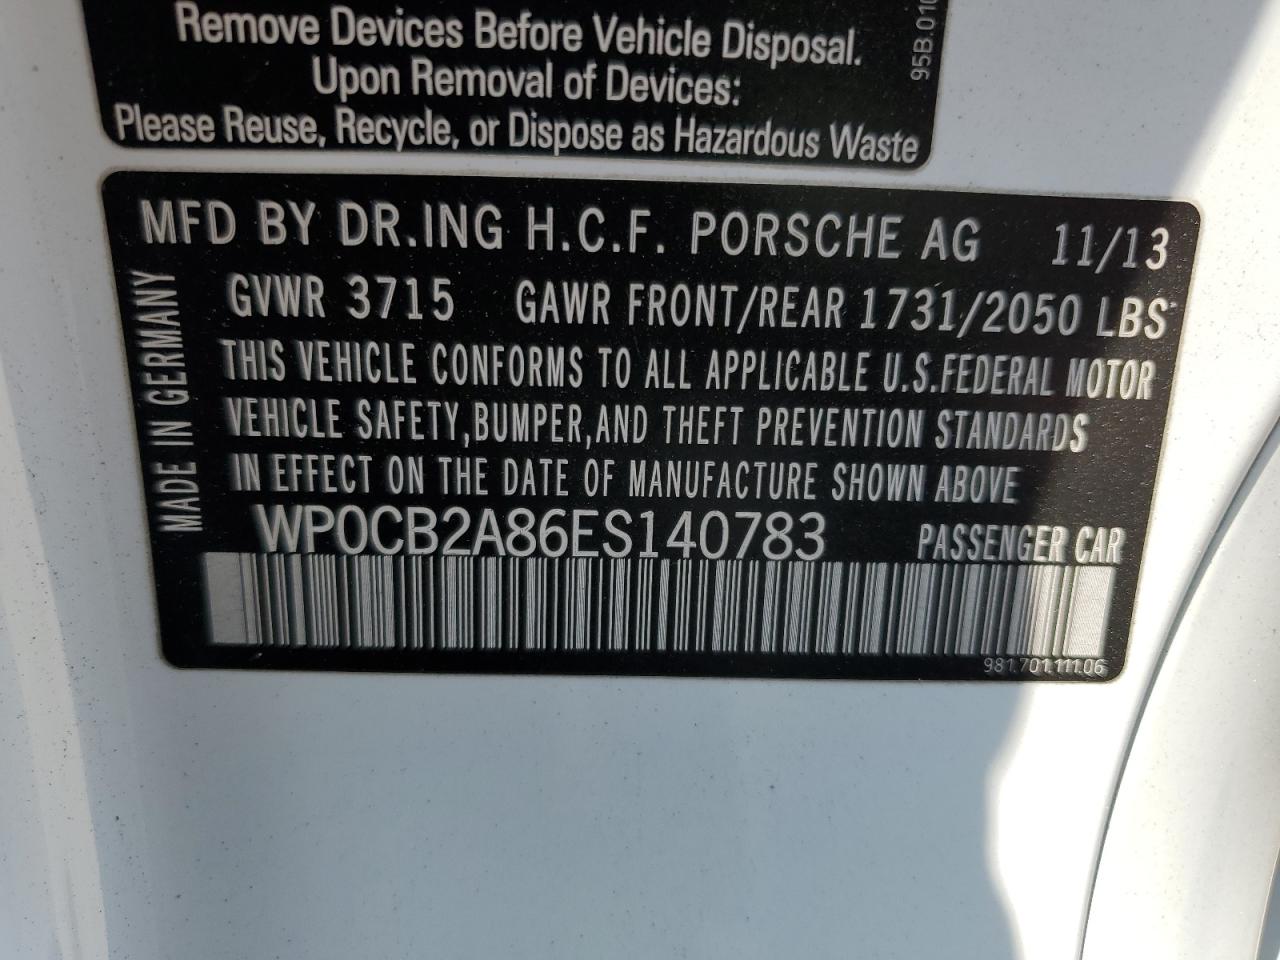 Remove Devices Before Vehicle Disposal.
Upon Removal of Devices:
Please Reuse, Recycle, or Dispose as Hazardous Waste
MFD BY DR.ING H.C.F. PORSCHE AG 11/13
GVWR 3715 GAWR FRONT/REAR 1731/2050 LBS
THIS VEHICLE CONFORMS TO ALL APPLICABLE U.S.FEDERAL MOTOR
VEHICLE SAFETY,BUMPER,AND THEFT PREVENTION STANDARDS
IN EFFECT ON THE DATE OF MANUFACTURE SHOWN ABOVE
WP0CB2A86ES140783 PASSENGER CAR
981.701.111.06
MADE IN GERMANY